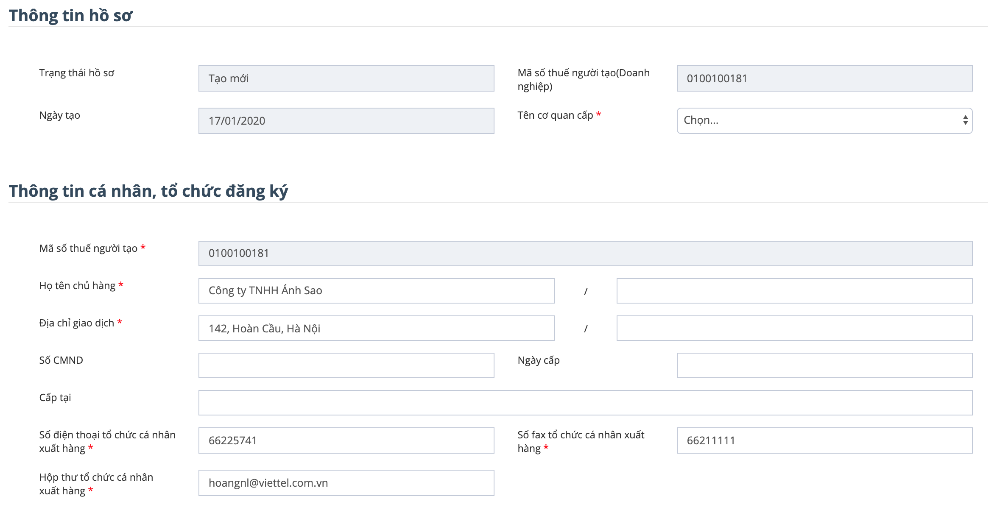 Thông tin hồ sơ
Trạng thái hồ sơ
Tạo mới
Mã số thuế người tạo(Doanh
nghiệp)
0100100181
Ngày tạo
17/01/2020
Tên cơ quan cấp *
Chọn...
Thông tin cá nhân, tổ chức đăng ký
Mã số thuế người tạo *
0100100181
Họ tên chủ hàng *
Công ty TNHH Ánh Sao
/
Địa chỉ giao dịch *
142, Hoàn Cầu, Hà Nội
/
Số CMND
Ngày cấp
Cấp tại
Số điện thoại tổ chức cá nhân
xuất hàng *
66225741
Số fax tổ chức cá nhân xuất
hàng *
66211111
Hộp thư tổ chức cá nhân
xuất hàng *
hoangnl@viettel.com.vn